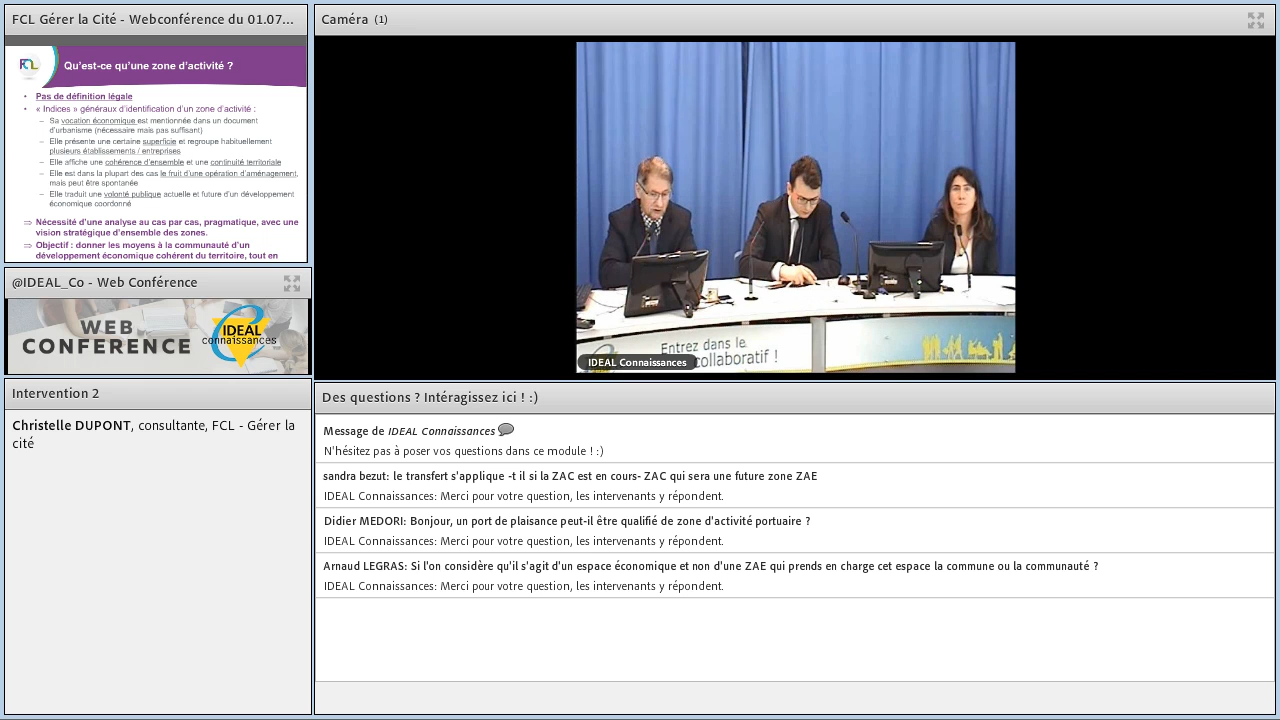 FCL Gérer la Cité - Webconférence du 01.07...
FCL
Qu'est-ce qu'une zone d'activité ?
• Pas de définition légale
• « Indices » généraux d'identification d'un zone d'activité :
– Sa vocation économique est mentionnée dans un document
d'urbanisme (nécessaire mais pas suffisant)
– Elle présente une certaine superficie et regroupe habituellement
plusieurs établissements / entreprises
– Elle affiche une cohérence d'ensemble et une continuité territoriale
– Elle est dans la plupart des cas le fruit d'une opération d'aménagement,
mais peut être spontanée
– Elle traduit une volonté publique actuelle et future d'un développement
économique coordonné
⇒ Nécessité d'une analyse au cas par cas, pragmatique, avec une
vision stratégique d'ensemble des zones.
⇒ Objectif : donner les moyens à la communauté d'un
développement économique cohérent du territoire, tout en
@IDEAL_Co - Web Conférence
WEB
CONFERENCE
IDEAL
connaissances
Intervention 2
Christelle DUPONT, consultante, FCL - Gérer la
cité
Caméra (1)
Entrez dans le
collaboratif !
IDEAL Connaissances
Des questions ? Intéragissez ici ! :)
Message de IDEAL Connaissances
N'hésitez pas à poser vos questions dans ce module ! :)
sandra bezut: le transfert s'applique -t il si la ZAC est en cours- ZAC qui sera une future zone ZAE
IDEAL Connaissances: Merci pour votre question, les intervenants y répondent.
Didier MEDORI: Bonjour, un port de plaisance peut-il être qualifié de zone d'activité portuaire ?
IDEAL Connaissances: Merci pour votre question, les intervenants y répondent.
Arnaud LEGRAS: Si l'on considère qu'il s'agit d'un espace économique et non d'une ZAE qui prends en charge cet espace la commune ou la communauté ?
IDEAL Connaissances: Merci pour votre question, les intervenants y répondent.